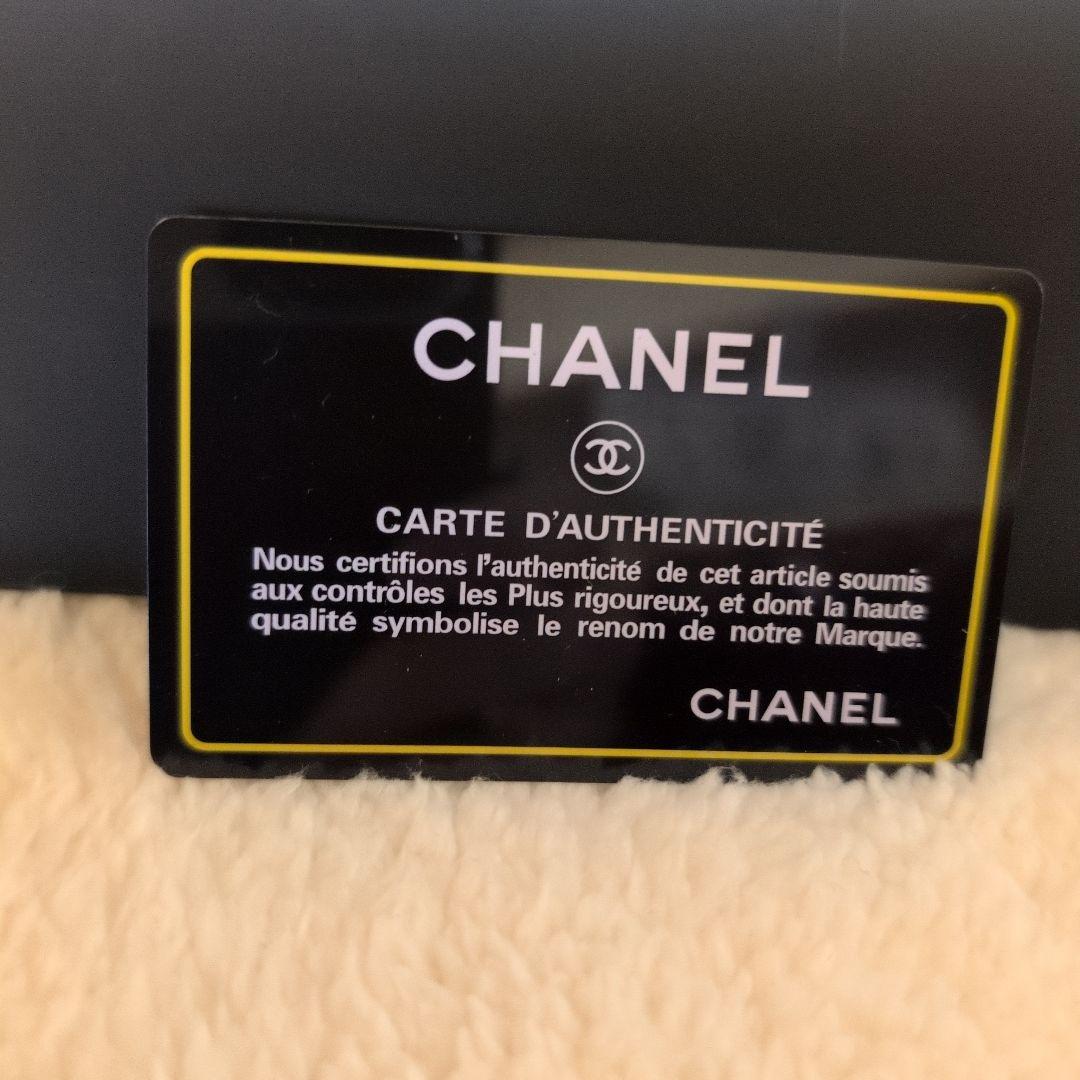 CHANEL
CARTE D'AUTHENTICITÉ
Nous certifions l'authenticité de cet article soumis
aux contrôles les Plus rigoureux, et dont la haute
qualité symbolise le renom de notre Marque.
CHANEL